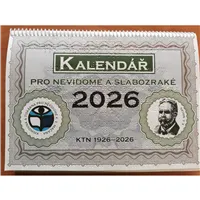 KALENDÁŘ
PRO NEVIDOMÉ A SLABOZRAKÉ
2026
KTN 1926–2026